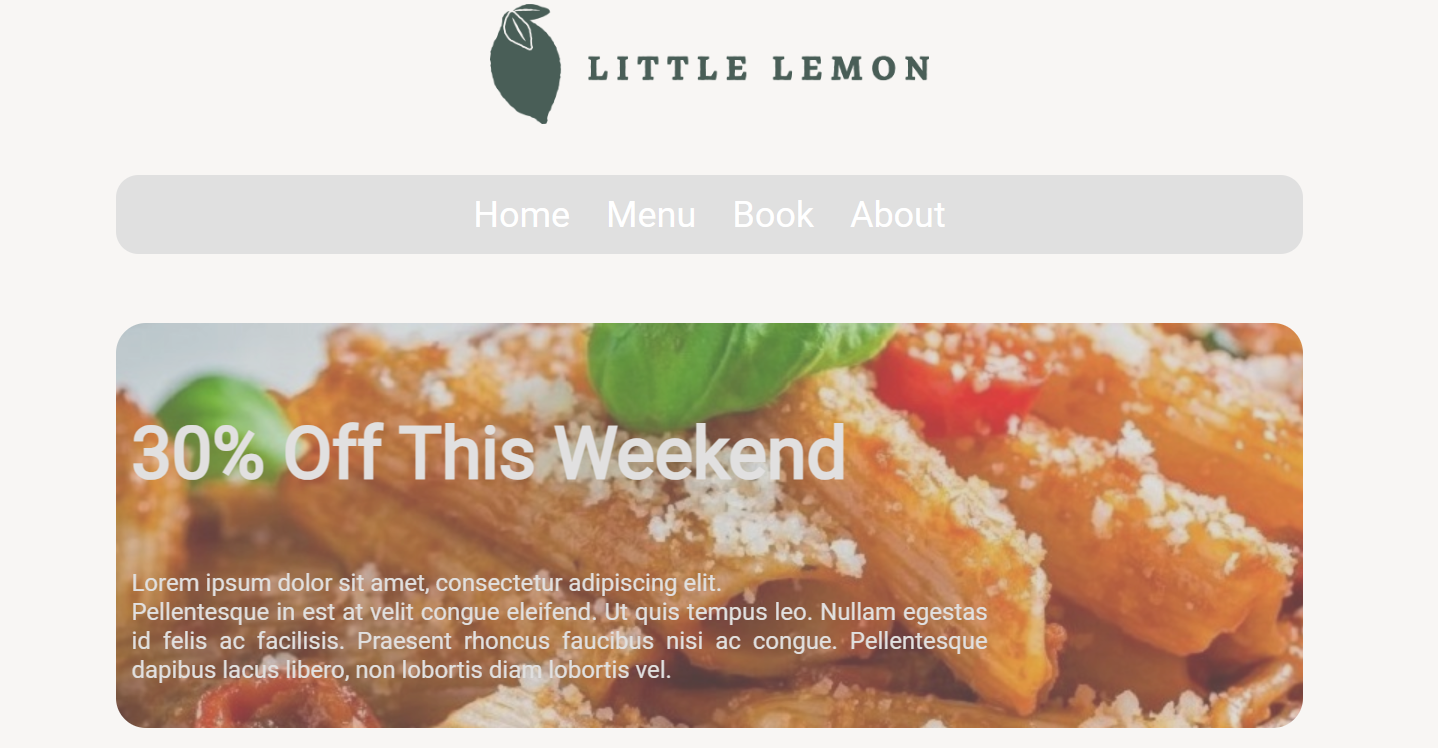 LITTLE LEMON
Home Menu Book About
30% Off This Weekend
Lorem ipsum dolor sit amet, consectetur adipiscing elit.
Pellentesque in est at velit congue eleifend. Ut quis tempus leo. Nullam egestas
id felis ac facilisis. Praesent rhoncus faucibus nisi ac congue. Pellentesque
dapibus lacus libero, non lobortis diam lobortis vel.